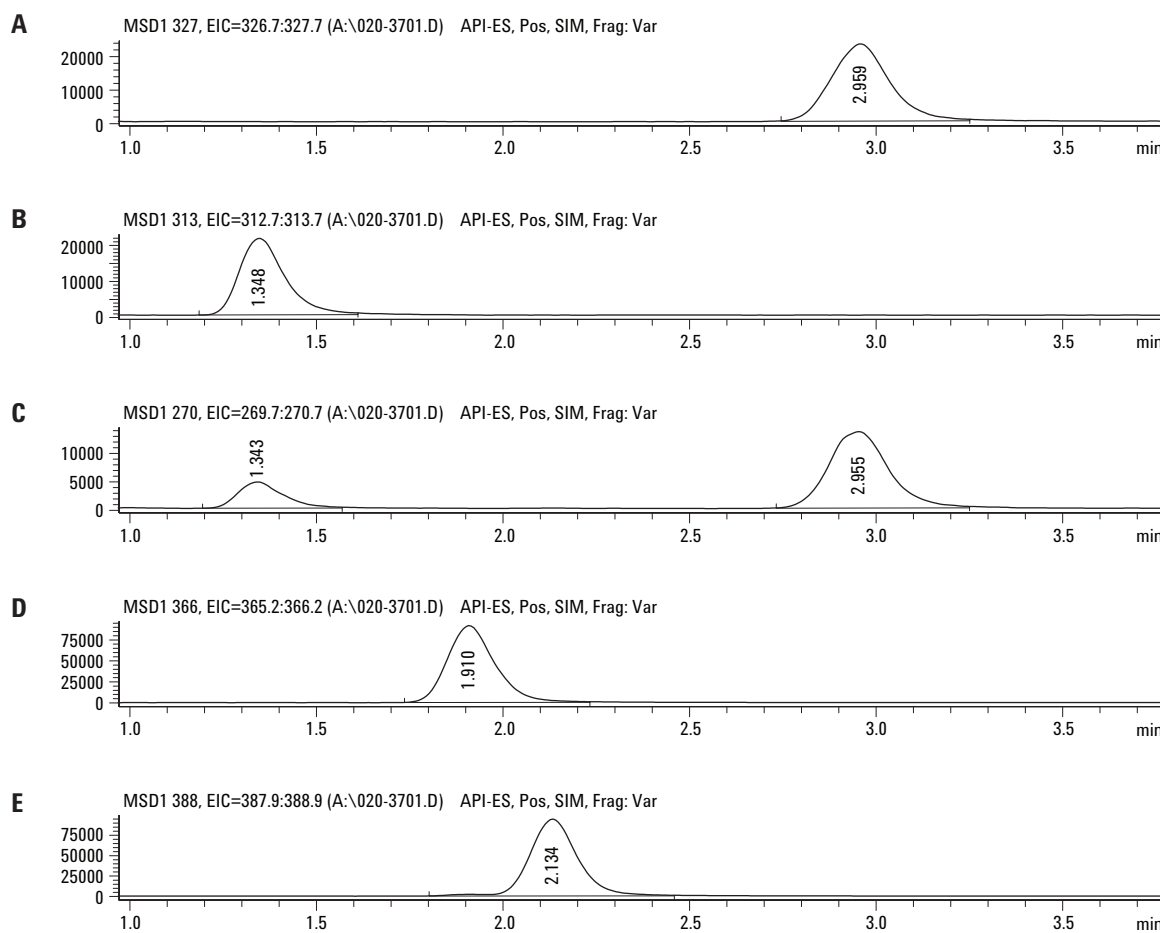 A
MSD1 327, EIC=326.7:327.7 (A:\020-3701.D) API-ES, Pos, SIM, Frag: Var
20000
10000
0
2.959
1.0 1.5 2.0 2.5 3.0 3.5 min
B
MSD1 313, EIC=312.7:313.7 (A:\020-3701.D) API-ES, Pos, SIM, Frag: Var
20000
10000
0
1.348
1.0 1.5 2.0 2.5 3.0 3.5 min
C
MSD1 270, EIC=269.7:270.7 (A:\020-3701.D) API-ES, Pos, SIM, Frag: Var
10000
5000
0
1.343
2.955
1.0 1.5 2.0 2.5 3.0 3.5 min
D
MSD1 366, EIC=365.2:366.2 (A:\020-3701.D) API-ES, Pos, SIM, Frag: Var
75000
50000
25000
0
1.910
1.0 1.5 2.0 2.5 3.0 3.5 min
E
MSD1 388, EIC=387.9:388.9 (A:\020-3701.D) API-ES, Pos, SIM, Frag: Var
75000
50000
25000
0
2.134
1.0 1.5 2.0 2.5 3.0 3.5 min